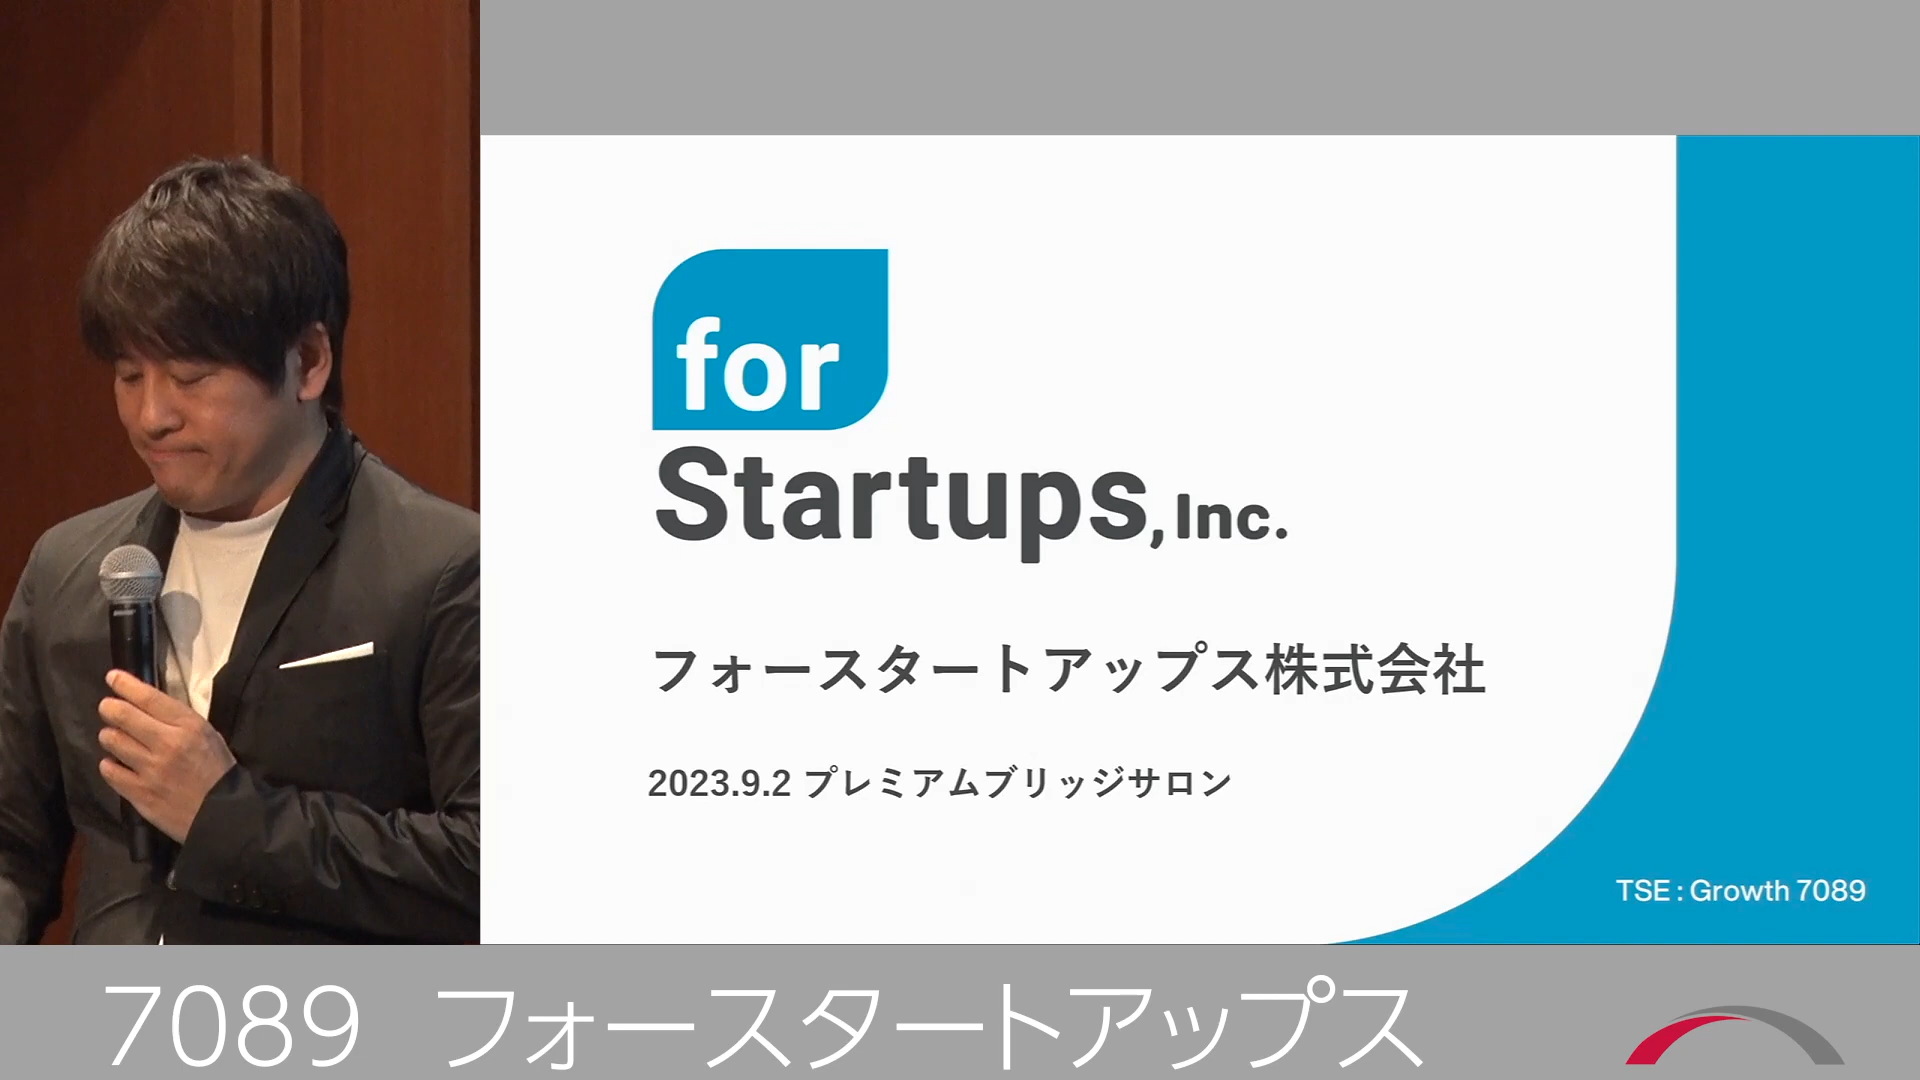 for
Startups, Inc.
フォースタートアップス株式会社
2023.9.2 プレミアムブリッジサロン
TSE : Growth 7089
7089 フォースタートアップス